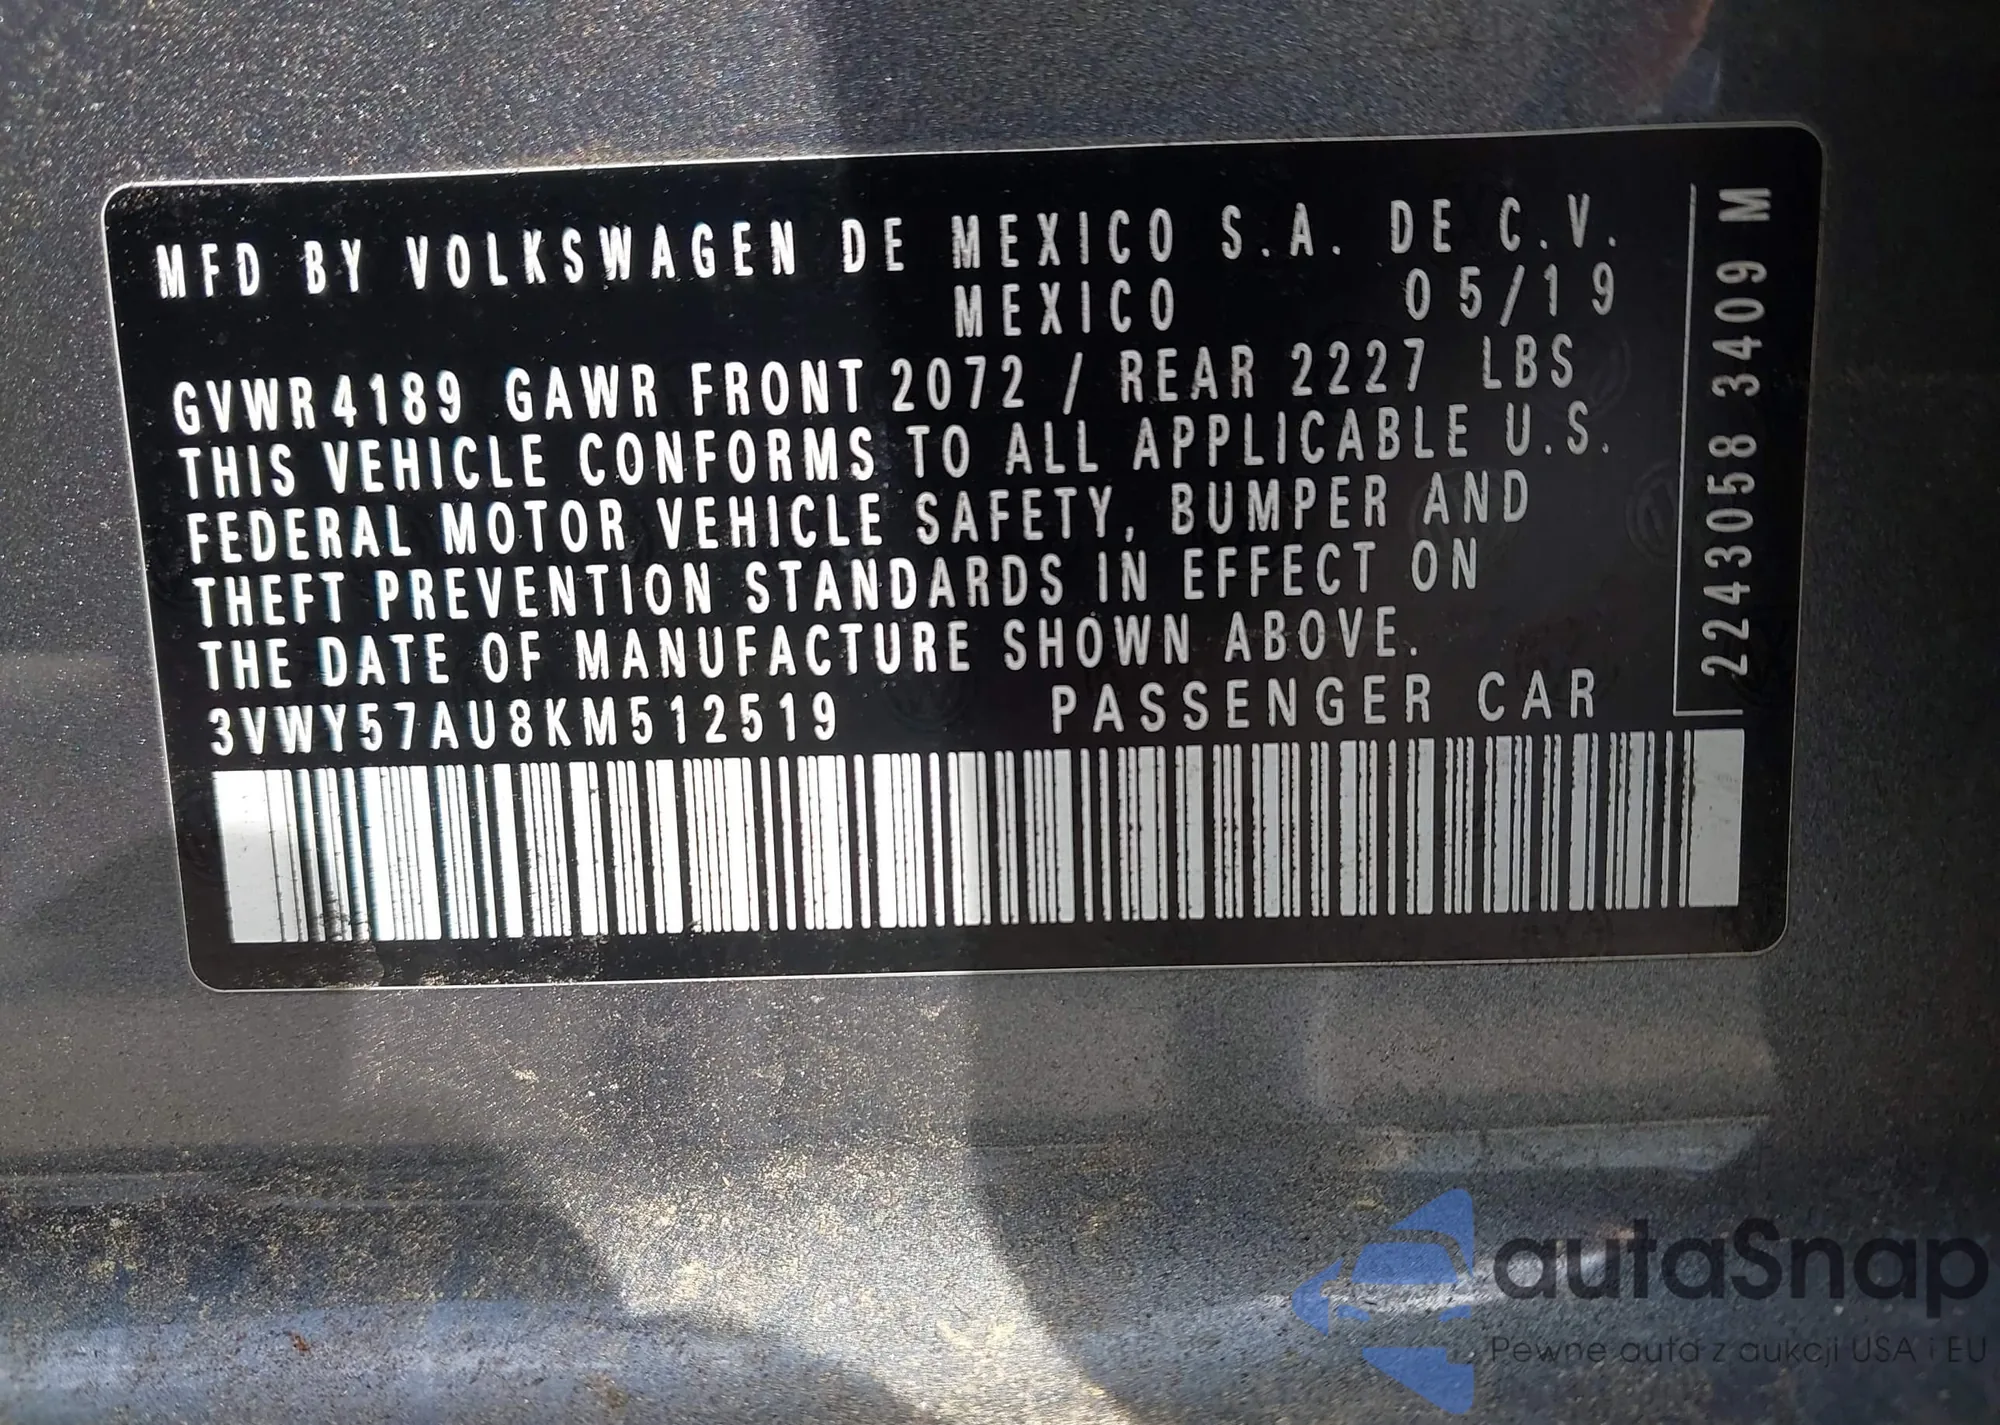 MFD BY VOLKSWAGEN DE MEXICO S.A. DE C.V.
MEXICO 05/19
GVWR 4189 GAWR FRONT 2072 / REAR 2227 LBS
THIS VEHICLE CONFORMS TO ALL APPLICABLE U.S.
FEDERAL MOTOR VEHICLE SAFETY, BUMPER AND
THEFT PREVENTION STANDARDS IN EFFECT ON
THE DATE OF MANUFACTURE SHOWN ABOVE.
3VWY57AU8KM512519 PASSENGER CAR
2243058 3409 M
autaSnap
Pewne auta z aukcji USA i EU